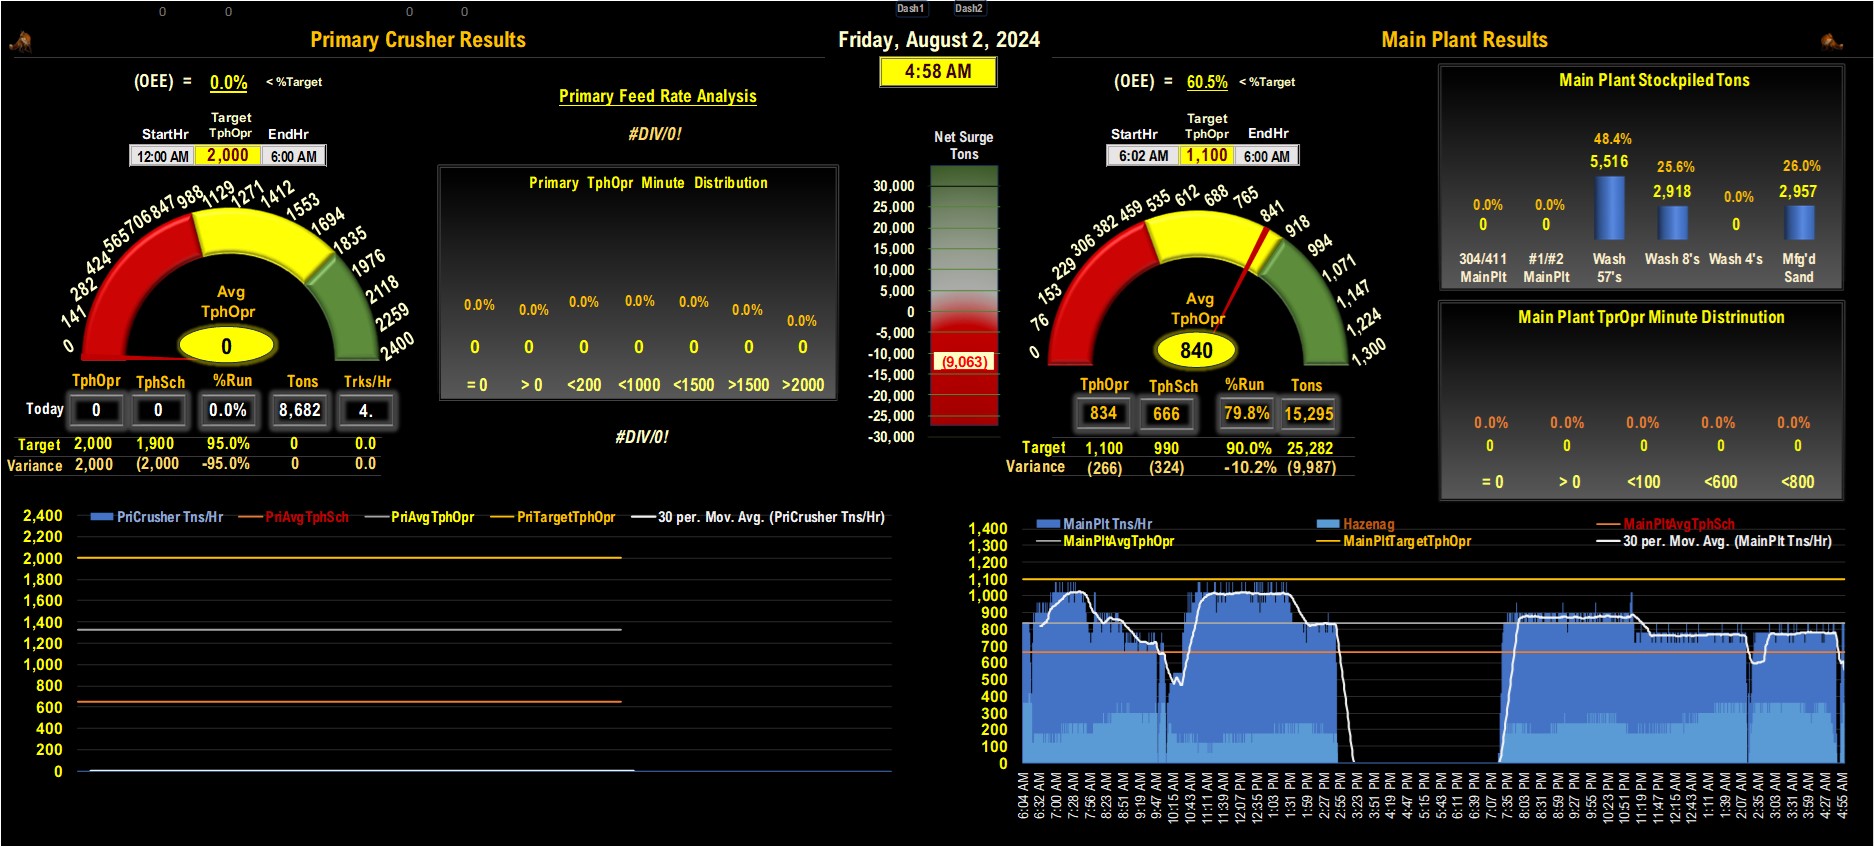 0 0 0 0 Dash1 Dash2
Primary Crusher Results
Friday, August 2, 2024
Main Plant Results
4:58 AM
(OEE) = 0.0% < %Target
Target
StartHr TphOpr EndHr
12:00 AM 2,000 6:00 AM
0 141 282 424 565 706 847 988 1129 1271 1412 1553 1694 1835 1976 2118 2259 2400
Avg
TphOpr
0
TphOpr TphSch %Run Tons Trks/Hr
Today 0 0 0.0% 8,682 4.
Target 2,000 1,900 95.0% 0 0.0
Variance 2,000 (2,000 -95.0% 0 0.0
Primary Feed Rate Analysis
#DIV/0!
Primary TphOpr Minute Distribution
0.0% 0.0% 0.0% 0.0% 0.0% 0.0% 0.0%
0 0 0 0 0 0 0
= 0 > 0 <200 <1000 <1500 >1500 >2000
#DIV/0!
Net Surge
Tons
30,000
25,000
20,000
15,000
10,000
5,000
0
-5,000
-10,000
(9,063)
-15,000
-20,000
-25,000
-30,000
(OEE) = 60.5% < %Target
Target
StartHr TphOpr EndHr
6:02 AM 1,100 6:00 AM
0 76 153 229 306 382 459 535 612 688 765 841 918 994 1,071 1,147 1,224 1,300
Avg
TphOpr
840
TphOpr TphSch %Run Tons
834 666 79.8% 15,295
Target 1,100 990 90.0% 25,282
Variance (266) (324) -10.2% (9,987)
Main Plant Stockpiled Tons
0.0% 0.0% 48.4% 25.6% 0.0% 26.0%
0 0 5,516 2,918 0 2,957
304/411 #1/#2 Wash Wash 8's Wash 4's Mfg'd
MainPlt MainPlt 57's Sand
Main Plant TprOpr Minute Distrinution
0.0% 0.0% 0.0% 0.0% 0.0%
0 0 0 0 0
= 0 > 0 <100 <600 <800
PriCrusher Tns/Hr PriAvgTphSch PriAvgTphOpr PriTargetTphOpr 30 per. Mov. Avg. (PriCrusher Tns/Hr)
2,400
2,200
2,000
1,800
1,600
1,400
1,200
1,000
800
600
400
200
0
MainPlt Tns/Hr Hazenag MainPltAvgTphSch
MainPltAvgTphOpr MainPltTargetTphOpr 30 per. Mov. Avg. (MainPlt Tns/Hr)
1,400
1,300
1,200
1,100
1,000
900
800
700
600
500
400
300
200
100
0
6:04 AM 6:32 AM 7:00 AM 7:28 AM 7:56 AM 8:23 AM 8:51 AM 9:19 AM 9:47 AM 10:15 AM 10:43 AM 11:11 AM 11:39 AM 12:07 PM 12:35 PM 1:03 PM 1:31 PM 1:59 PM 2:27 PM 2:55 PM 3:23 PM 3:51 PM 4:19 PM 4:47 PM 5:15 PM 5:43 PM 6:11 PM 6:39 PM 7:07 PM 7:35 PM 8:03 PM 8:31 PM 8:59 PM 9:27 PM 9:55 PM 10:23 PM 10:51 PM 11:19 PM 11:47 PM 12:15 AM 12:43 AM 1:11 AM 1:39 AM 2:07 AM 2:35 AM 3:03 AM 3:31 AM 3:59 AM 4:27 AM 4:55 AM